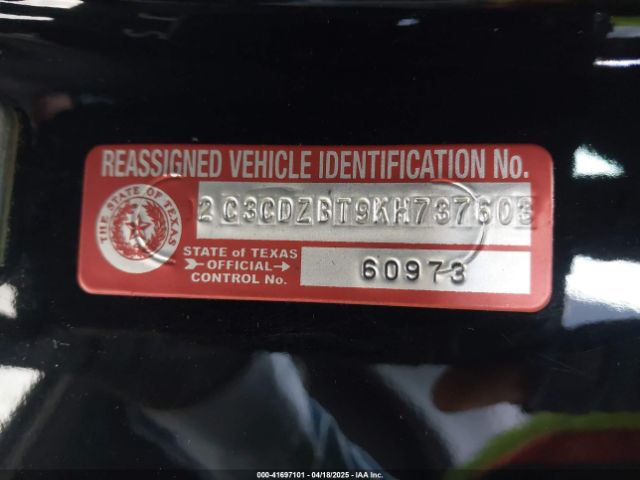 REASSIGNED VEHICLE IDENTIFICATION No.
2C3CDZBT9KH737603
THE STATE OF TEXAS
STATE of TEXAS
OFFICIAL
CONTROL No.
60973
000-41697101 - 04/18/2025 - IAA Inc.